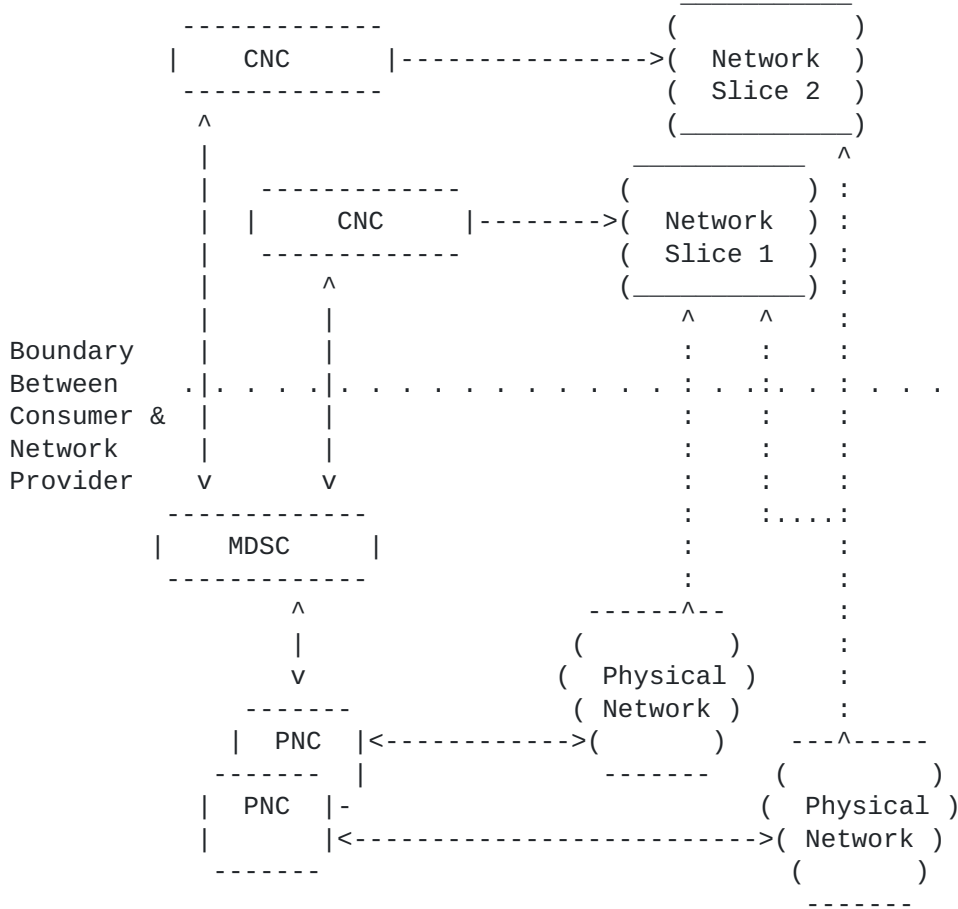 CNC
Network
Slice 2
CNC
Network
Slice 1
Boundary
Between
Consumer &
Network
Provider
MDSC
Physical
Network
PNC
PNC
Physical
Network